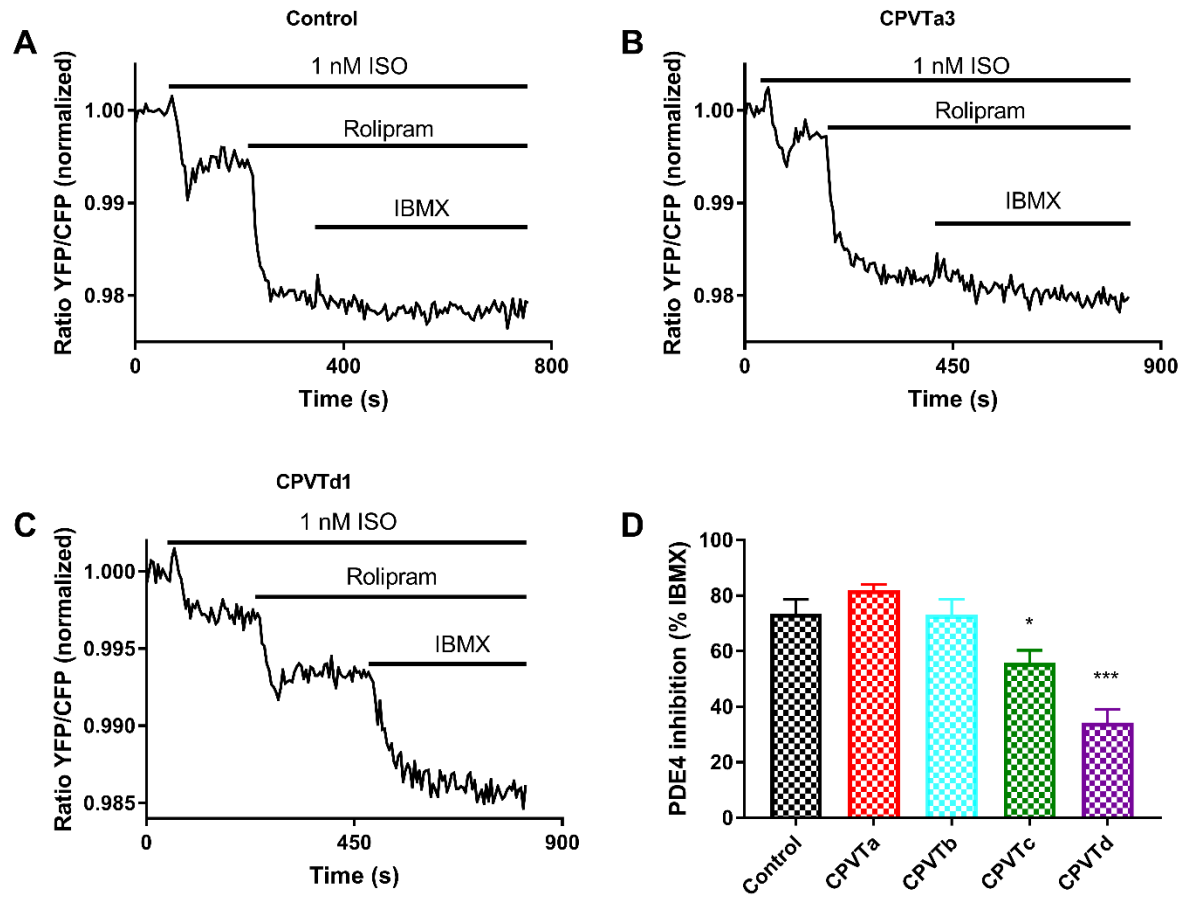 Control
A
1 nM ISO
Rolipram
IBMX
1.00
0.99
0.98
Ratio YFP/CFP (normalized)
0
400
800
Time (s)
CPVTa3
B
1 nM ISO
Rolipram
IBMX
1.00
0.99
0.98
Ratio YFP/CFP (normalized)
0
450
900
Time (s)
CPVTd1
C
1 nM ISO
Rolipram
IBMX
1.000
0.995
0.990
0.985
Ratio YFP/CFP (normalized)
0
450
900
Time (s)
D
100
80
60
40
20
0
PDE4 inhibition (% IBMX)
*
***
Control
CPVTa
CPVTb
CPVTc
CPVTd